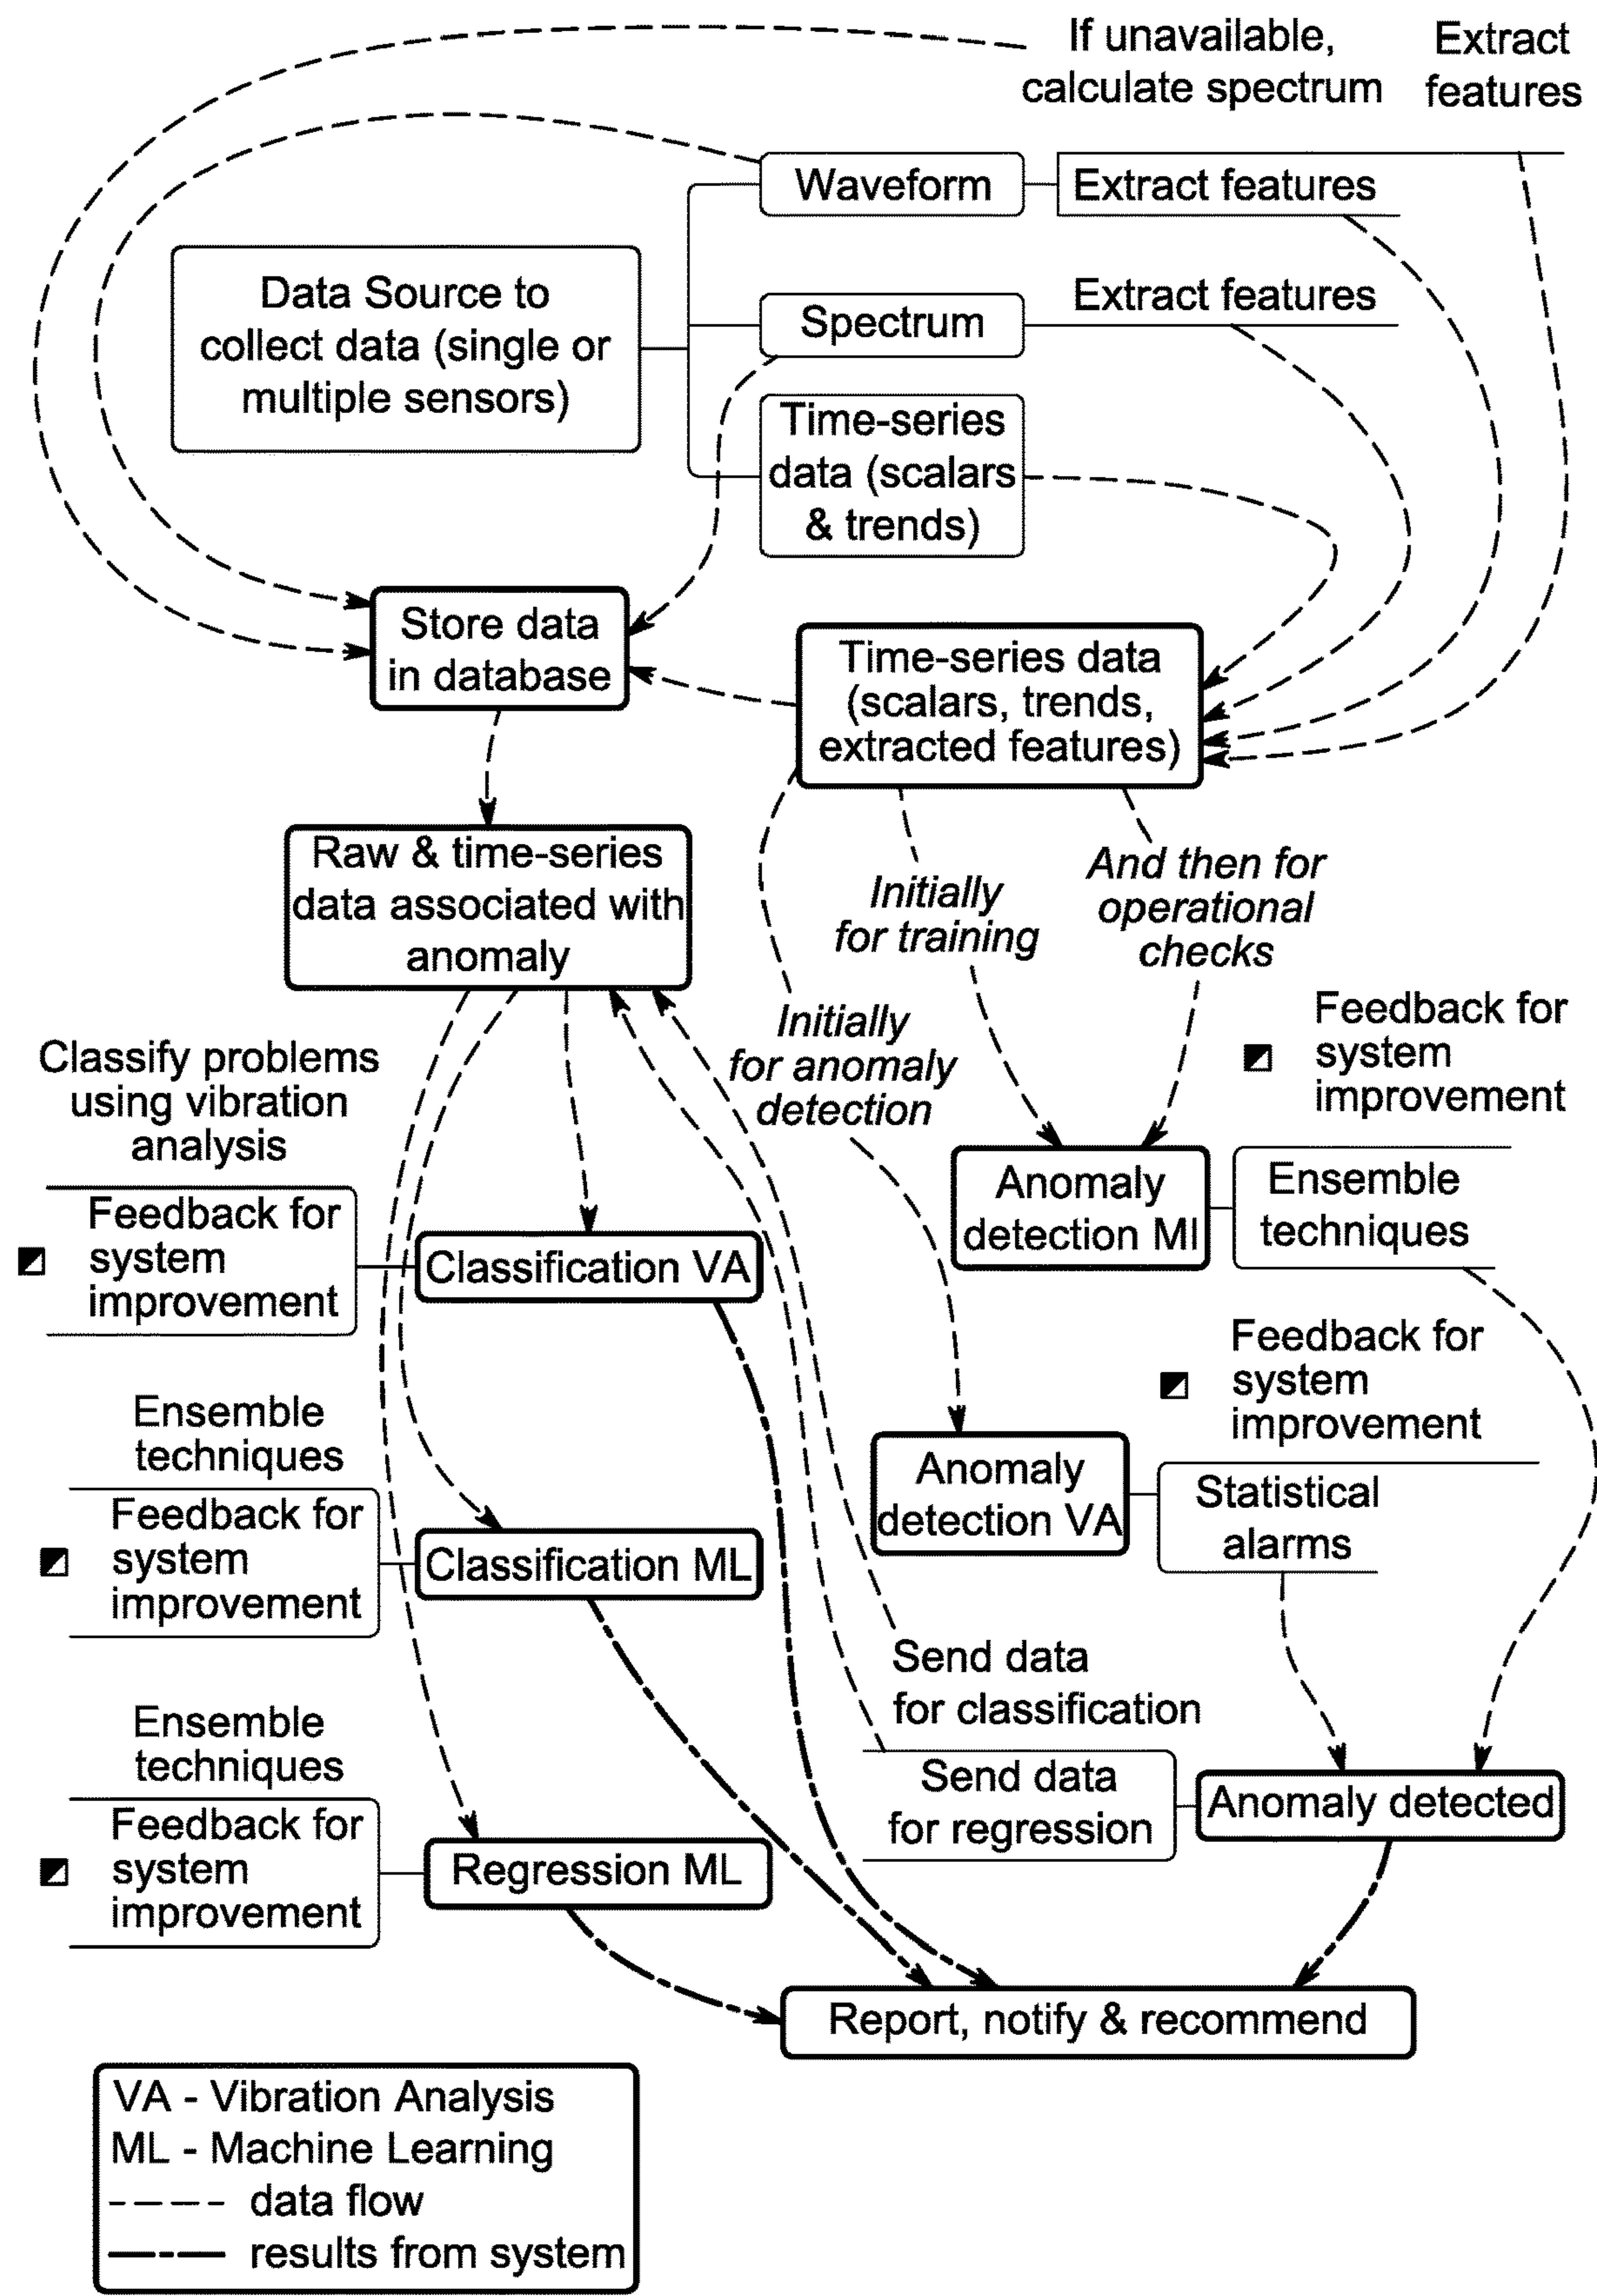 If unavailable,
calculate spectrum
Extract
features
Waveform
Extract features
Data Source to
collect data (single or
multiple sensors)
Spectrum
Extract features
Time-series
data (scalars
& trends)
Store data
in database
Time-series data
(scalars, trends,
extracted features)
Raw & time-series
data associated with
anomaly
Initially
for training
And then for
operational
checks
Initially
for anomaly
detection
Feedback for
system
improvement
Classify problems
using vibration
analysis
Feedback for
system
improvement
Classification VA
Anomaly
detection MI
Ensemble
techniques
Feedback for
system
improvement
Ensemble
techniques
Feedback for
system
improvement
Classification ML
Anomaly
detection VA
Statistical
alarms
Send data
for classification
Send data
for regression
Anomaly detected
Ensemble
techniques
Feedback for
system
improvement
Regression ML
Report, notify & recommend
VA - Vibration Analysis
ML - Machine Learning
data flow
results from system